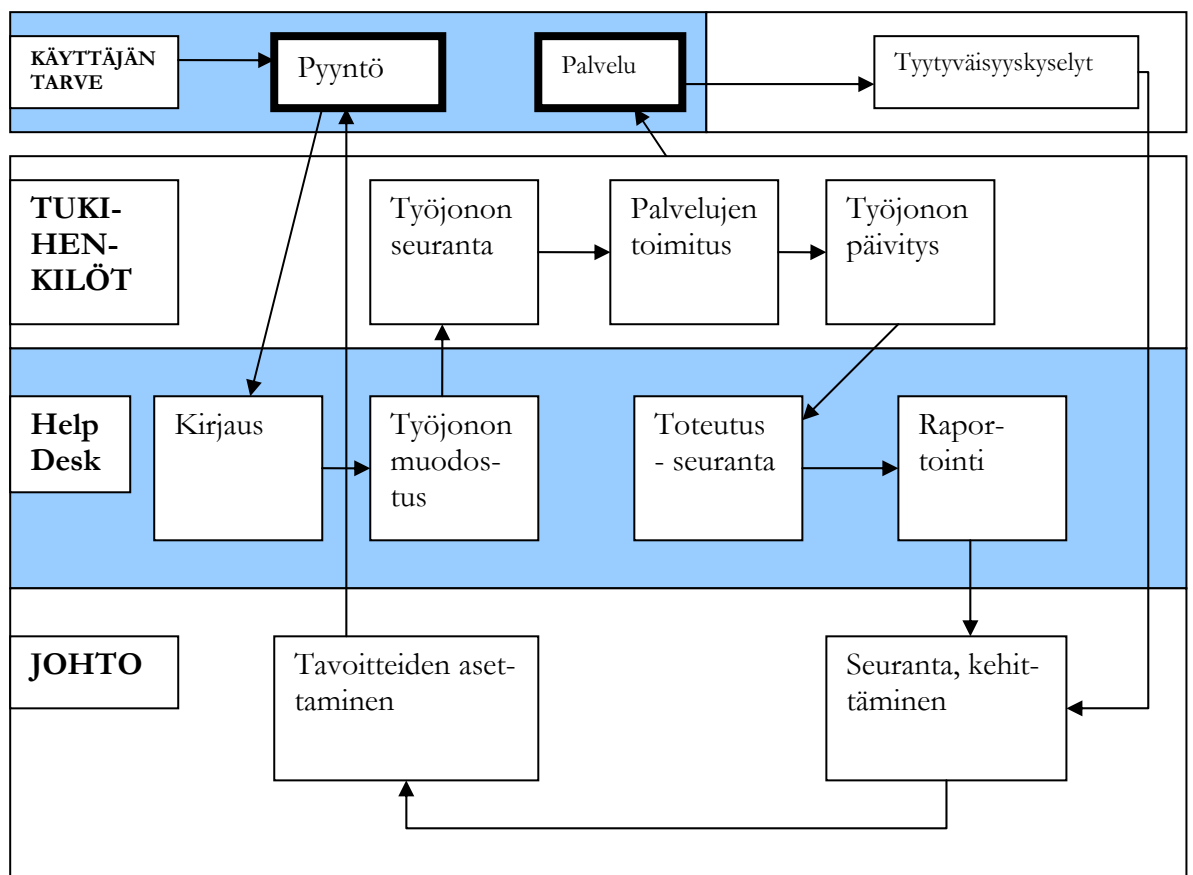 KÄYTTÄJÄN
TARVE
Pyyntö
Palvelu
Tyytyväisyyskyselyt
TUKI-
HEN-
KILÖT
Työjonon
seuranta
Palvelujen
toimitus
Työjonon
päivitys
Help
Desk
Kirjaus
Työjonon
muodos-
tus
Toteutus
- seuranta
Rapor-
tointi
JOHTO
Tavoitteiden aset-
taminen
Seuranta, kehit-
täminen